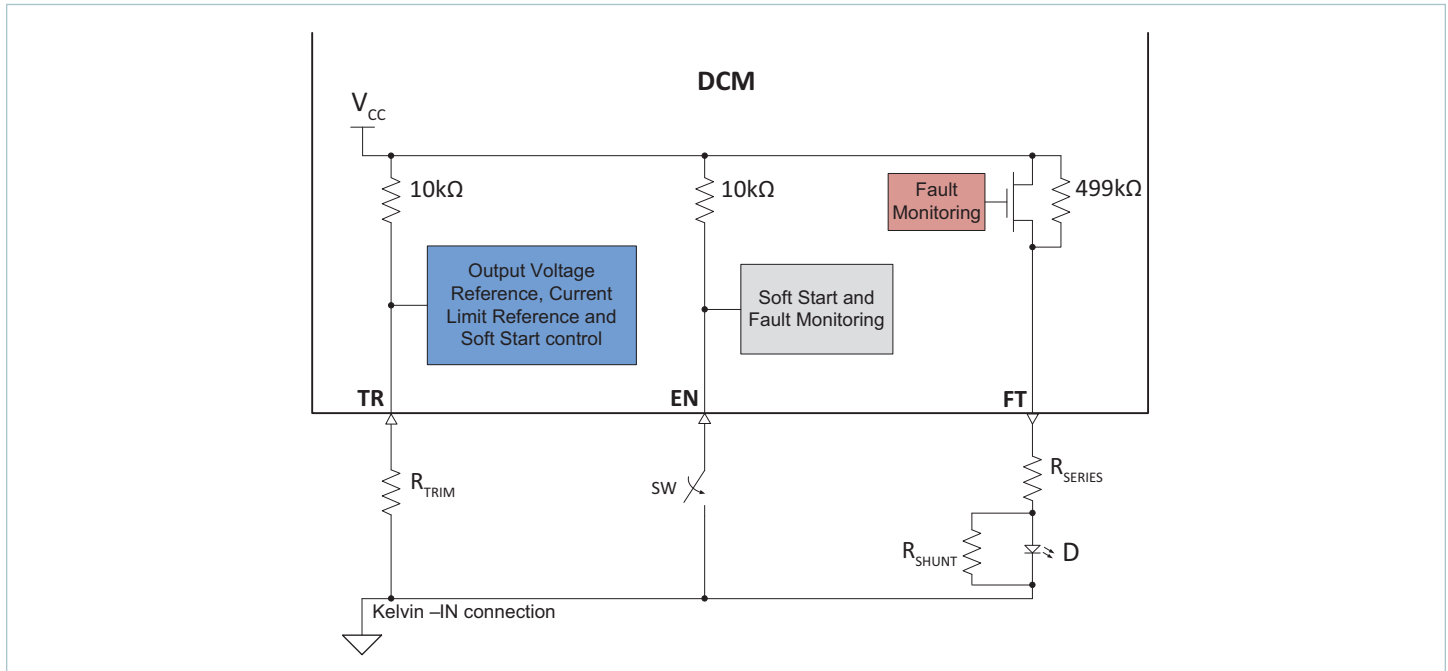 DCM
VCC
10kΩ
10kΩ
499kΩ
Fault
Monitoring
Output Voltage
Reference, Current
Limit Reference and
Soft Start control
Soft Start and
Fault Monitoring
TR
EN
FT
RTRIM
SW
RSERIES
RSHUNT
D
Kelvin –IN connection